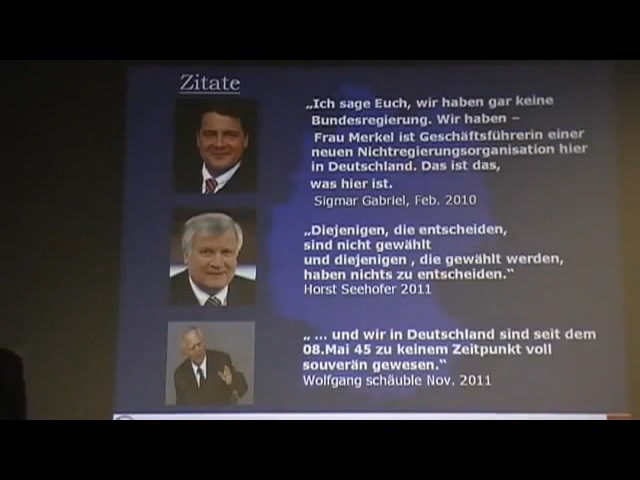 Zitate
„Ich sage Euch, wir haben gar keine
Bundesregierung. Wir haben –
Frau Merkel ist Geschäftsführerin einer
neuen Nichtregierungsorganisation hier
in Deutschland. Das ist das,
was hier ist.
Sigmar Gabriel, Feb. 2010
„Diejenigen, die entscheiden,
sind nicht gewählt
und diejenigen , die gewählt werden,
haben nichts zu entscheiden.“
Horst Seehofer 2011
„ ... und wir in Deutschland sind seit dem
08.Mai 45 zu keinem Zeitpunkt voll
souverän gewesen.“
Wolfgang schäuble Nov. 2011